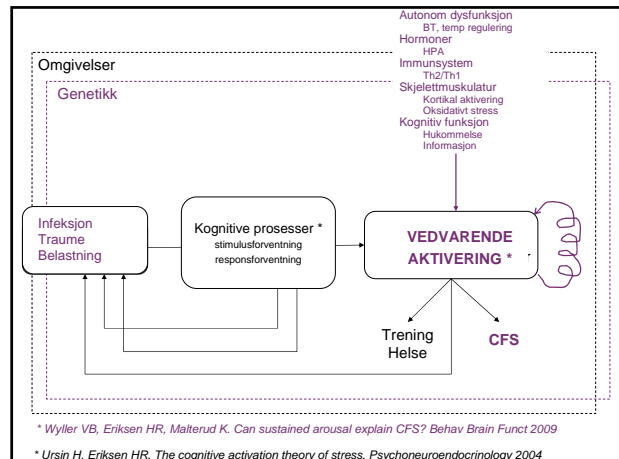 Autonom dysfunksjon
BT, temp regulering
Hormoner
HPA
Immunsystem
Th2/Th1
Skjelettmuskulatur
Kortikal aktivering
Oksidativt stress
Kognitiv funksjon
Hukommelse
Informasjon
Omgivelser
Genetikk
Infeksjon
Traume
Belastning
Kognitive prosesser *
stimulusforventning
responsforventning
VEDVARENDE
AKTIVERING *
Trening
Helse
CFS
* Wyller VB, Eriksen HR, Malterud K. Can sustained arousal explain CFS? Behav Brain Funct 2009
* Ursin H, Eriksen HR. The cognitive activation theory of stress. Psychoneuroendocrinology 2004